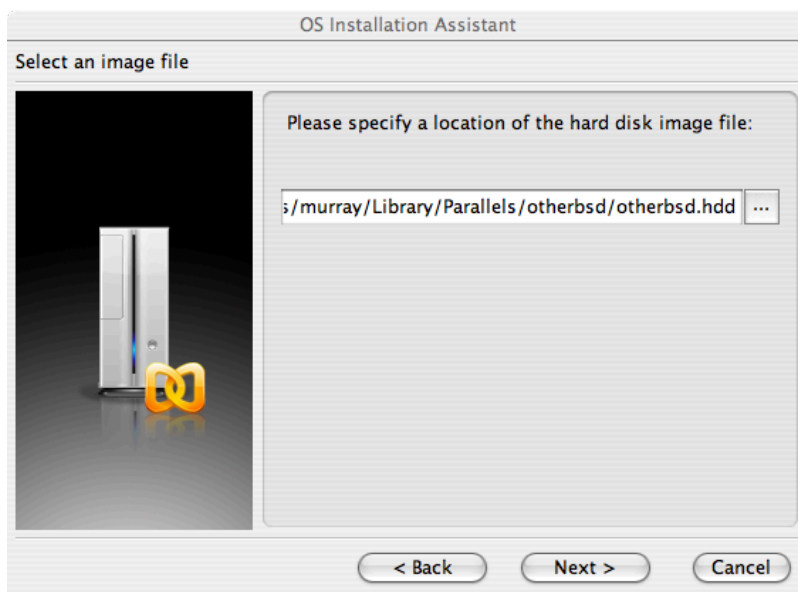 OS Installation Assistant
Select an image file
Please specify a location of the hard disk image file:
s/murray/Library/Parallels/otherbsd/otherbsd.hdd ...
< Back Next > Cancel